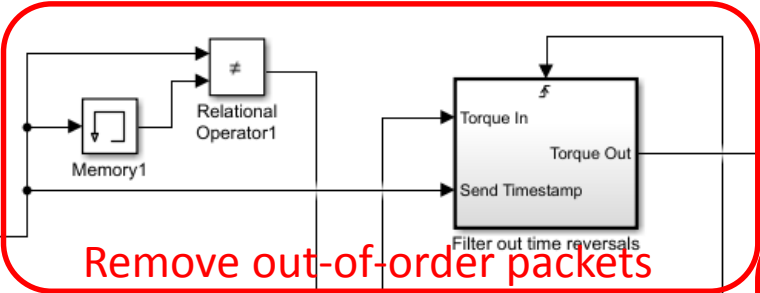 ≠
Relational
Operator1
Memory1
Torque In
Torque Out
Send Timestamp
Filter out time reversals
Remove out-of-order packets